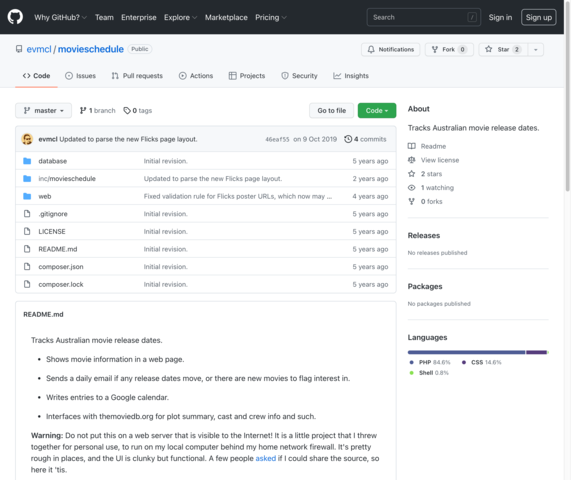 Why GitHub? Team Enterprise Explore Marketplace Pricing Search / Sign in Sign up
evmcl / movieschedule Public Notifications Fork 0 Star 2
Code Issues Pull requests Actions Projects Security Insights
master 1 branch 0 tags Go to file Code
evmcl Updated to parse the new Flicks page layout. 46eaf55 on 9 Oct 2019 4 commits
database Initial revision. 5 years ago
inc/movieschedule Updated to parse the new Flicks page layout. 2 years ago
web Fixed validation rule for Flicks poster URLs, which now may ... 4 years ago
.gitignore Initial revision. 5 years ago
LICENSE Initial revision. 5 years ago
README.md Initial revision. 5 years ago
composer.json Initial revision. 5 years ago
composer.lock Initial revision. 5 years ago
README.md
Tracks Australian movie release dates.
• Shows movie information in a web page.
• Sends a daily email if any release dates move, or there are new movies to flag interest in.
• Writes entries to a Google calendar.
• Interfaces with themoviedb.org for plot summary, cast and crew info and such.
Warning: Do not put this on a web server that is visible to the Internet! It is a little project that I threw
together for personal use, to run on my local computer behind my home network firewall. It's pretty
rough in places, and the UI is clunky but functional. A few people asked if I could share the source, so
here it 'tis.
About
Tracks Australian movie release dates.
Readme
View license
2 stars
1 watching
0 forks
Releases
No releases published
Packages
No packages published
Languages
PHP 84.6% CSS 14.6%
Shell 0.8%